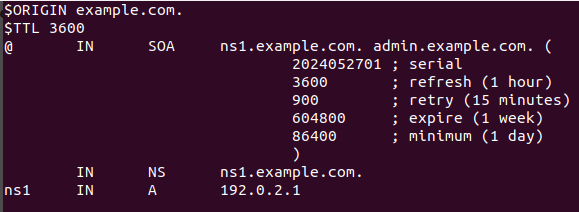 $ORIGIN example.com.
$TTL 3600
@       IN      SOA     ns1.example.com. admin.example.com. (
                                2024052701 ; serial
                                3600       ; refresh (1 hour)
                                900        ; retry (15 minutes)
                                604800     ; expire (1 week)
                                86400      ; minimum (1 day)
                                )
        IN      NS      ns1.example.com.
ns1     IN      A       192.0.2.1